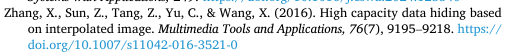 Zhang, X., Sun, Z., Tang, Z., Yu, C., & Wang, X. (2016). High capacity data hiding based
on interpolated image. Multimedia Tools and Applications, 76(7), 9195–9218. https://
doi.org/10.1007/s11042-016-3521-0